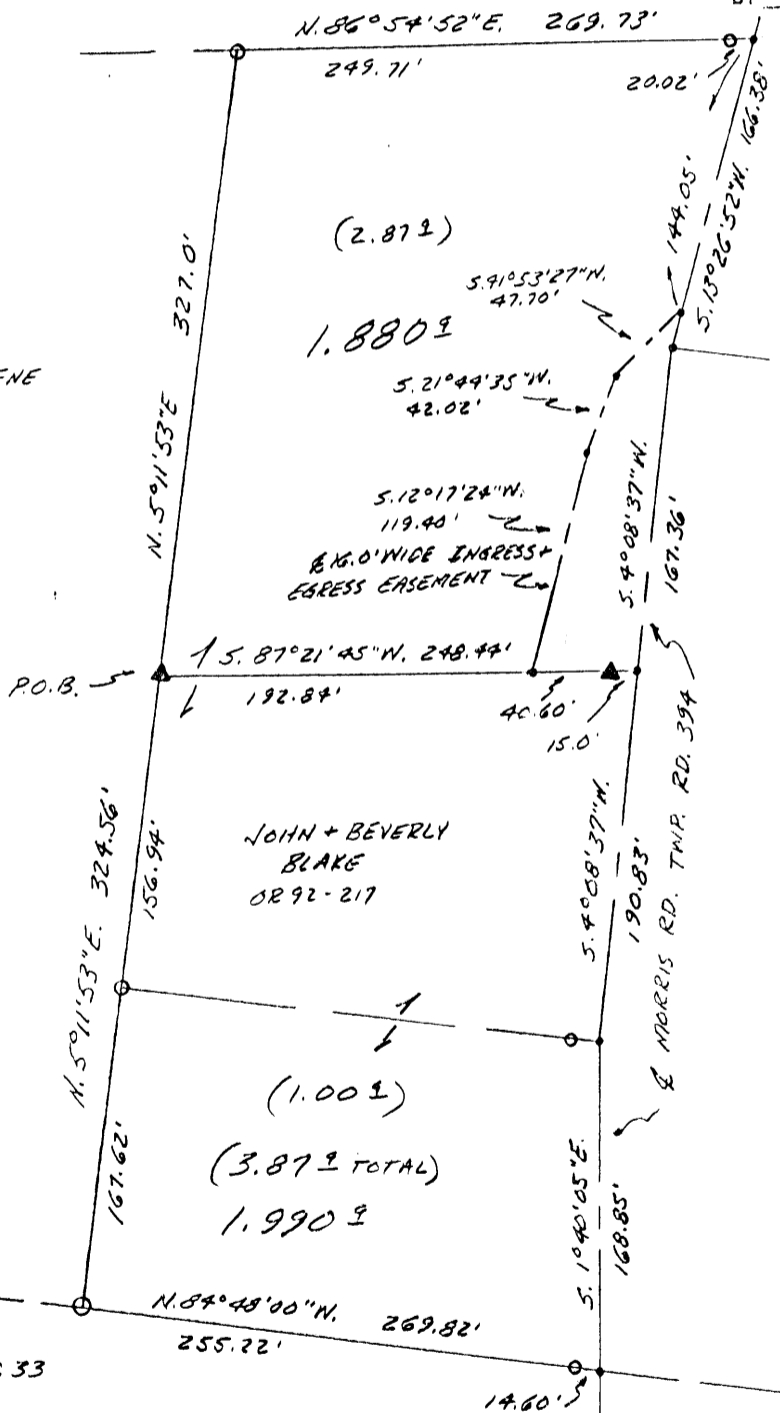 N. 86°54'52"E. 269.73'
249.71'
20.02'
S. 13°26'52"W. 166.38'
144.05'
(2.87 a)
1.880 a
S. 41°53'27"W.
47.70'
S. 21°44'35"W.
42.02'
S. 12°17'24"W.
119.40'
℄ 16.0' WIDE INGRESS +
EGRESS EASEMENT
N. 5°11'53"E 327.0'
S. 4°08'37"W.
167.36'
P.O.B.
S. 87°21'45"W. 248.44'
192.84'
40.60'
15.0'
℄ MORRIS RD. TWP. RD. 394
JOHN + BEVERLY
BLAKE
OR 92-217
N. 5°11'53"E. 324.56'
156.94'
S. 4°08'37"W.
190.83'
(1.00 a)
(3.87 a TOTAL)
1.990 a
167.62'
S. 1°40'05"E.
168.85'
N. 84°48'00"W. 269.82'
255.22'
14.60'
33